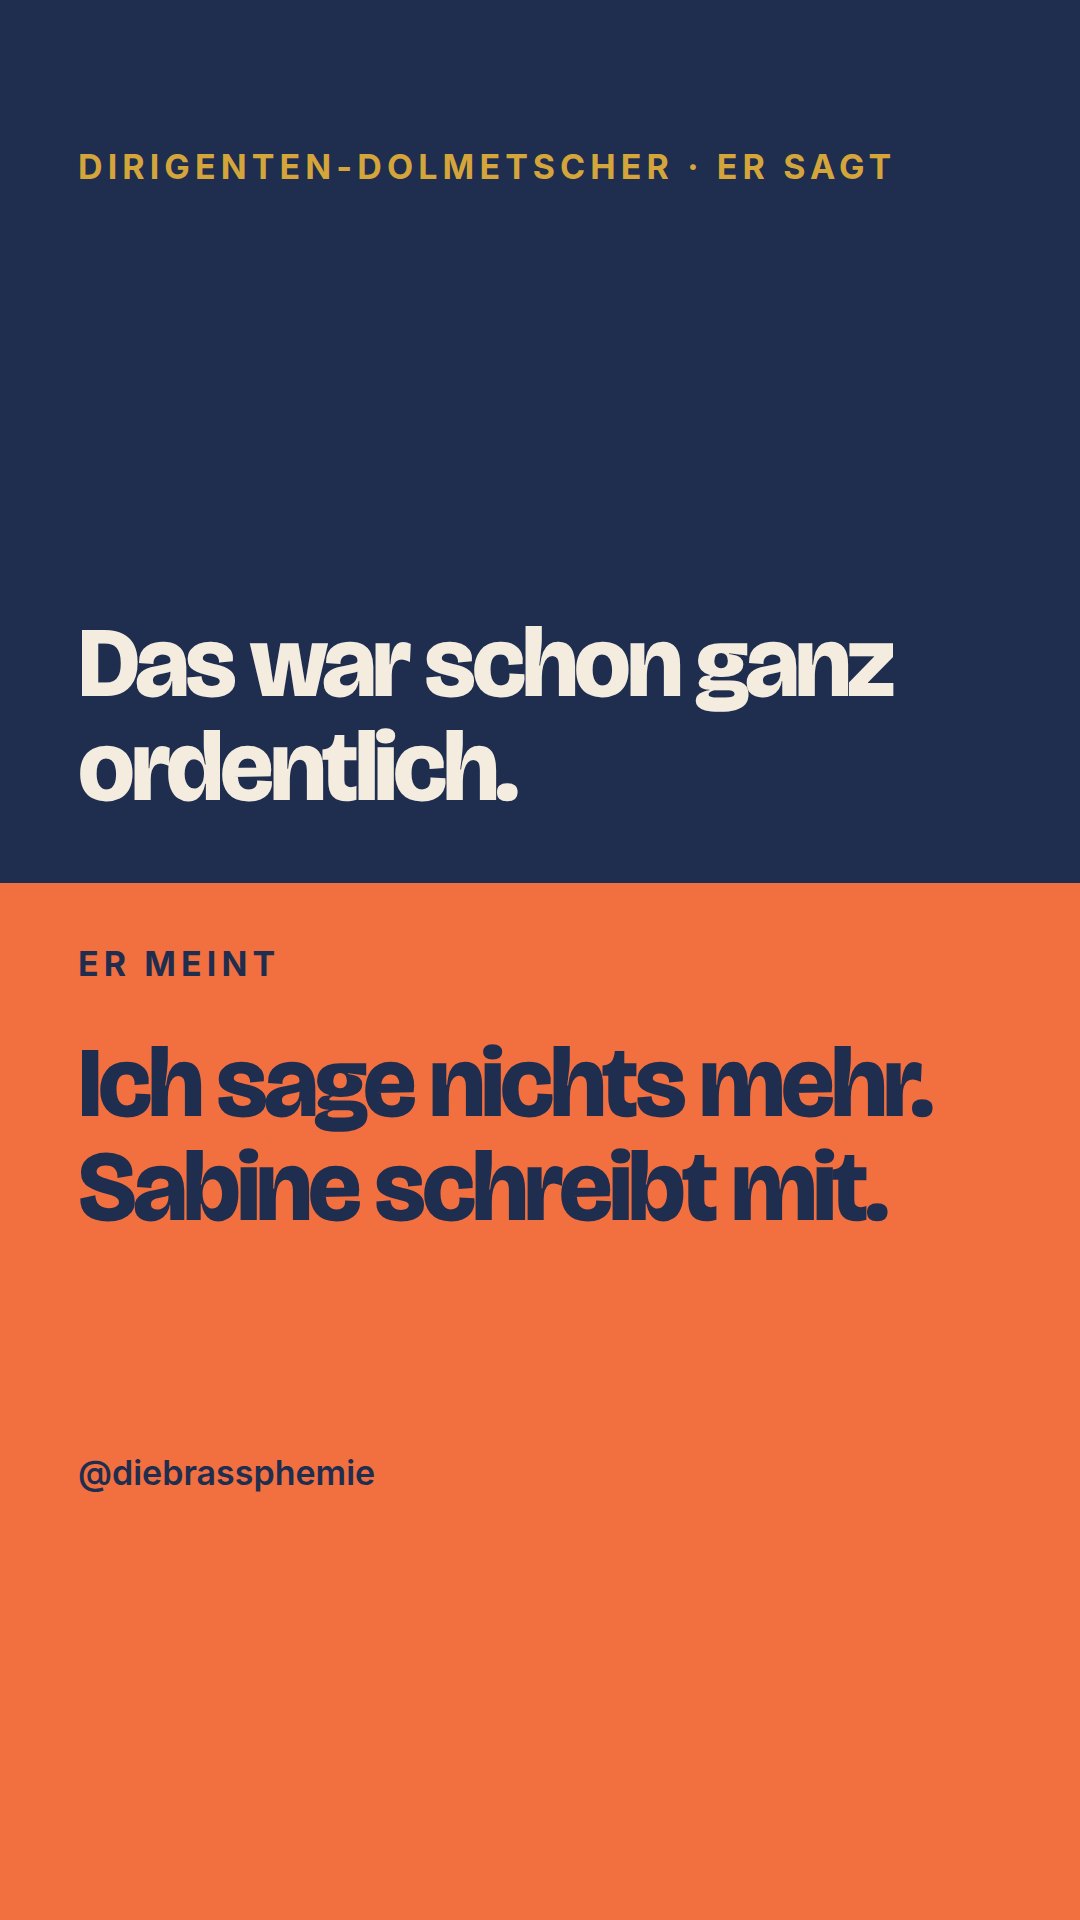 DIRIGENTEN-DOLMETSCHER · ER SAGT
Das war schon ganz
ordentlich.
ER MEINT
Ich sage nichts mehr.
Sabine schreibt mit.
@diebrassphemie